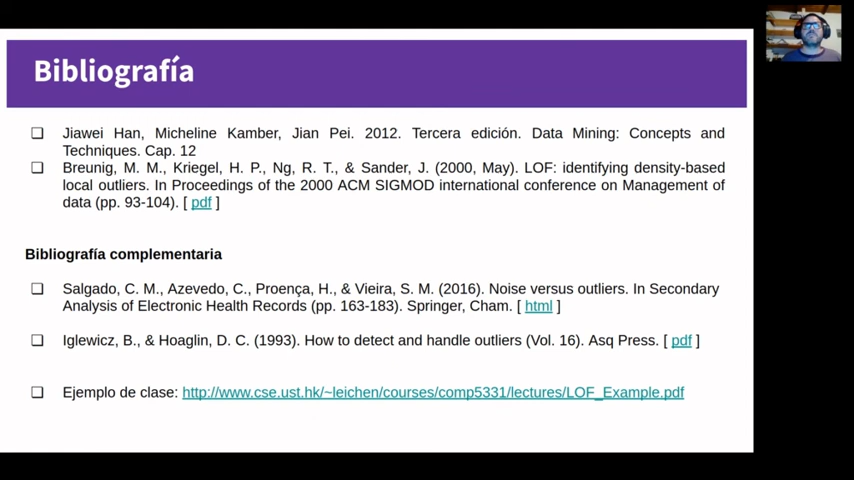 Bibliografía
❏ Jiawei Han, Micheline Kamber, Jian Pei. 2012. Tercera edición. Data Mining: Concepts and
Techniques. Cap. 12
❏ Breunig, M. M., Kriegel, H. P., Ng, R. T., & Sander, J. (2000, May). LOF: identifying density-based
local outliers. In Proceedings of the 2000 ACM SIGMOD international conference on Management of
data (pp. 93-104). [ pdf ]
Bibliografía complementaria
❏ Salgado, C. M., Azevedo, C., Proença, H., & Vieira, S. M. (2016). Noise versus outliers. In Secondary
Analysis of Electronic Health Records (pp. 163-183). Springer, Cham. [ html ]
❏ Iglewicz, B., & Hoaglin, D. C. (1993). How to detect and handle outliers (Vol. 16). Asq Press. [ pdf ]
❏ Ejemplo de clase: http://www.cse.ust.hk/~leichen/courses/comp5331/lectures/LOF_Example.pdf